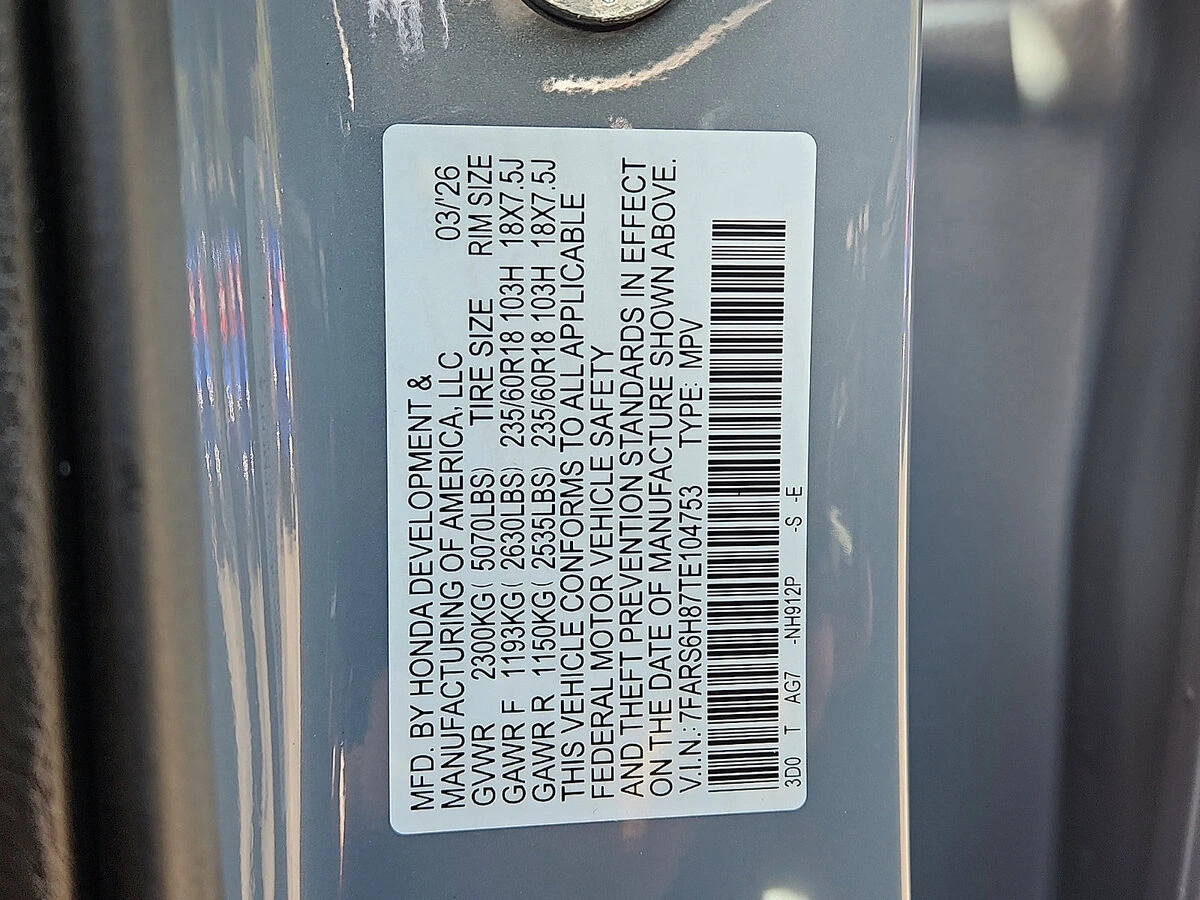 MFD. BY HONDA DEVELOPMENT &
MANUFACTURING OF AMERICA, LLC 03/'26
GVWR 2300KG( 5070LBS) TIRE SIZE RIM SIZE
GAWR F 1193KG( 2630LBS) 235/60R18 103H 18X7.5J
GAWR R 1150KG( 2535LBS) 235/60R18 103H 18X7.5J
THIS VEHICLE CONFORMS TO ALL APPLICABLE
FEDERAL MOTOR VEHICLE SAFETY
AND THEFT PREVENTION STANDARDS IN EFFECT
ON THE DATE OF MANUFACTURE SHOWN ABOVE.
V.I.N.: 7FARS6H87TE104753 TYPE: MPV
3D0 T AG7 -NH912P -S -E